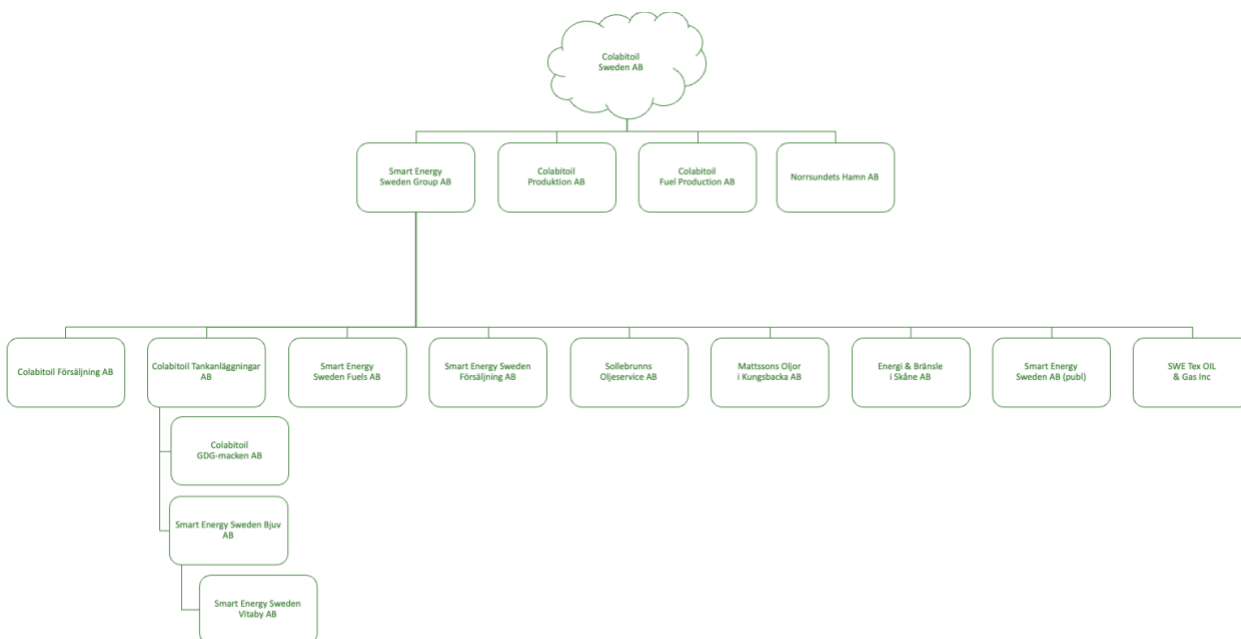 Colabitoil
Sweden AB
Smart Energy
Sweden Group AB
Colabitoil
Produktion AB
Colabitoil
Fuel Production AB
Norrsundets Hamn AB
Colabitoil Försäljning AB
Colabitoil Tankanläggningar
AB
Smart Energy
Sweden Fuels AB
Smart Energy Sweden
Försäljning AB
Sollebrunns
Oljeservice AB
Mattssons Oljor
i Kungsbacka AB
Energi & Bränsle
i Skåne AB
Smart Energy
Sweden AB (publ)
SWE Tex OIL
& Gas Inc
Colabitoil
GDG-macken AB
Smart Energy Sweden Bjuv
AB
Smart Energy Sweden
Vitaby AB